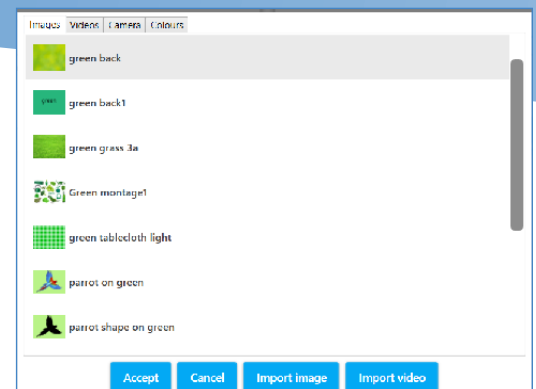 Images Videos Camera Colours
green back
green back1
green grass 3a
Green montage1
green tablecloth light
parrot on green
parrot shape on green
Accept Cancel Import image Import video